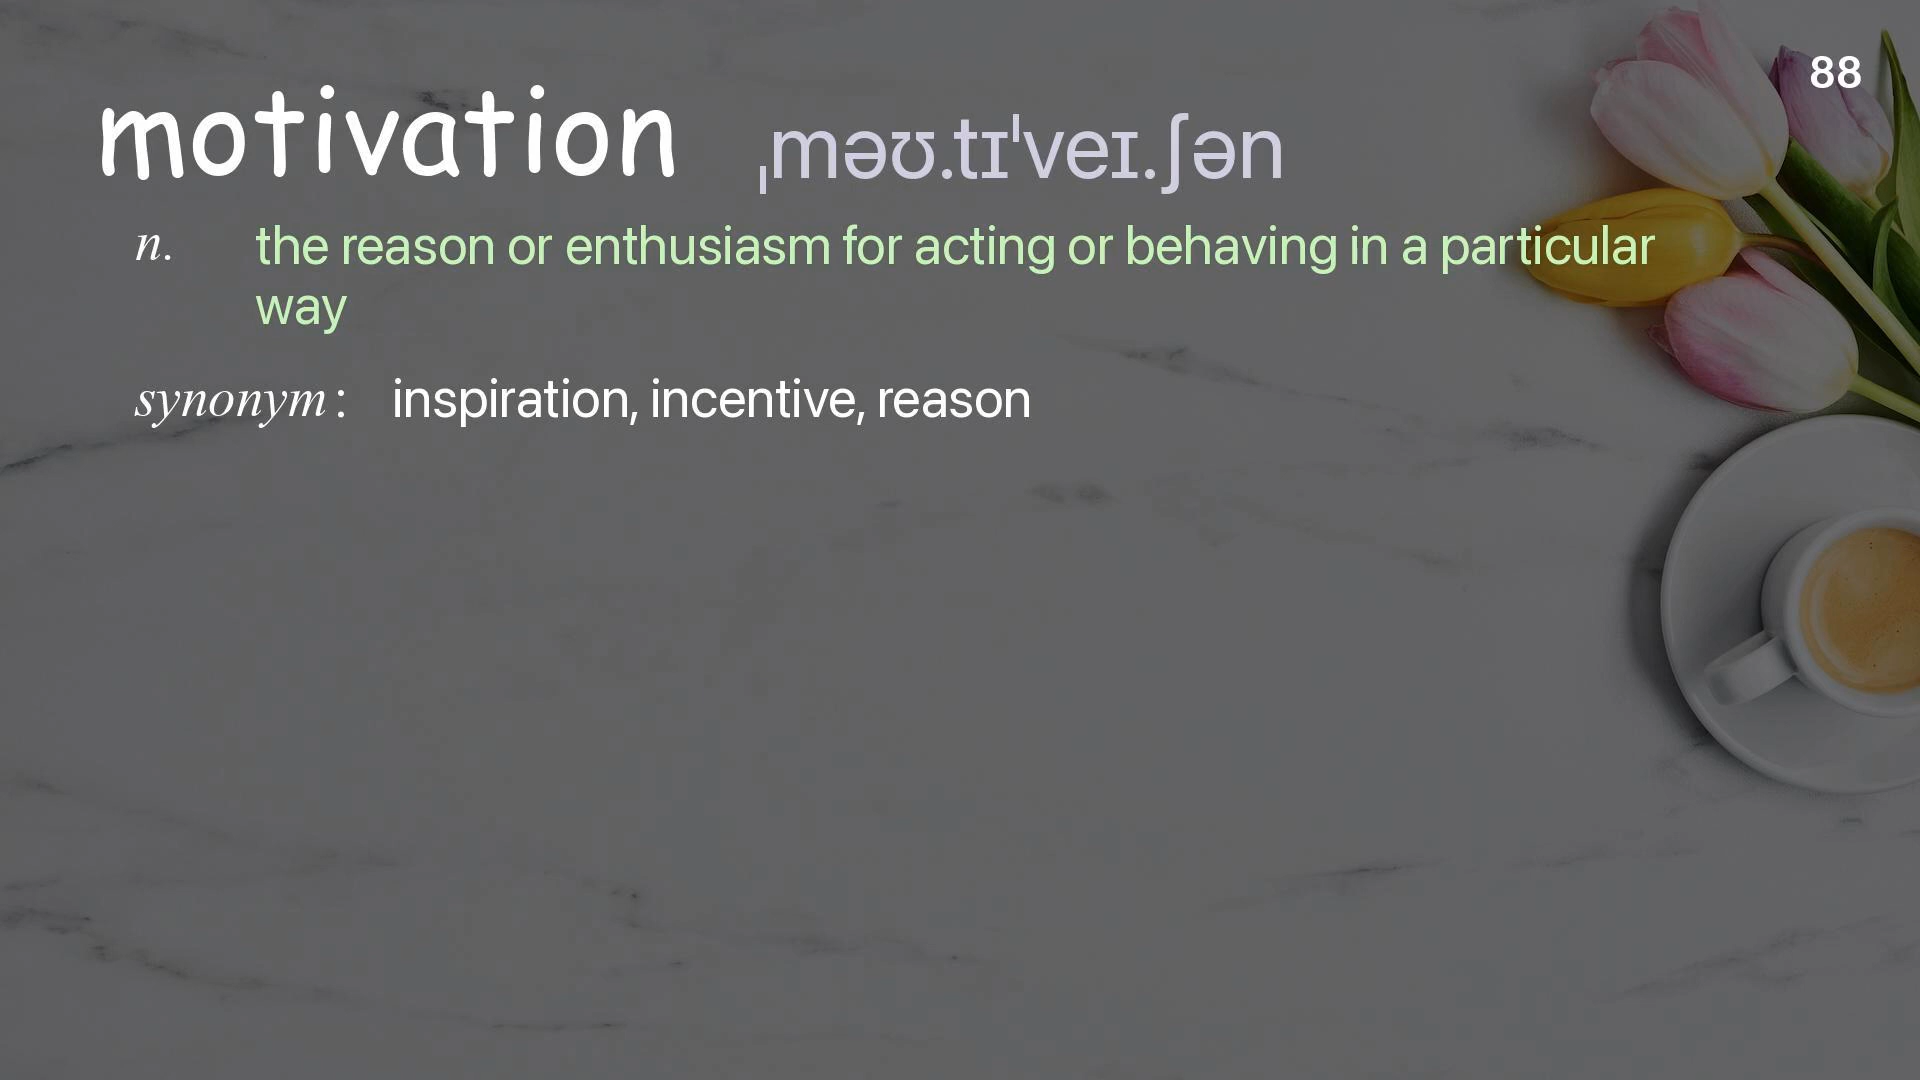 88
motivation ˌməʊ.tɪˈveɪ.ʃən
n. the reason or enthusiasm for acting or behaving in a particular
way
synonym: inspiration, incentive, reason